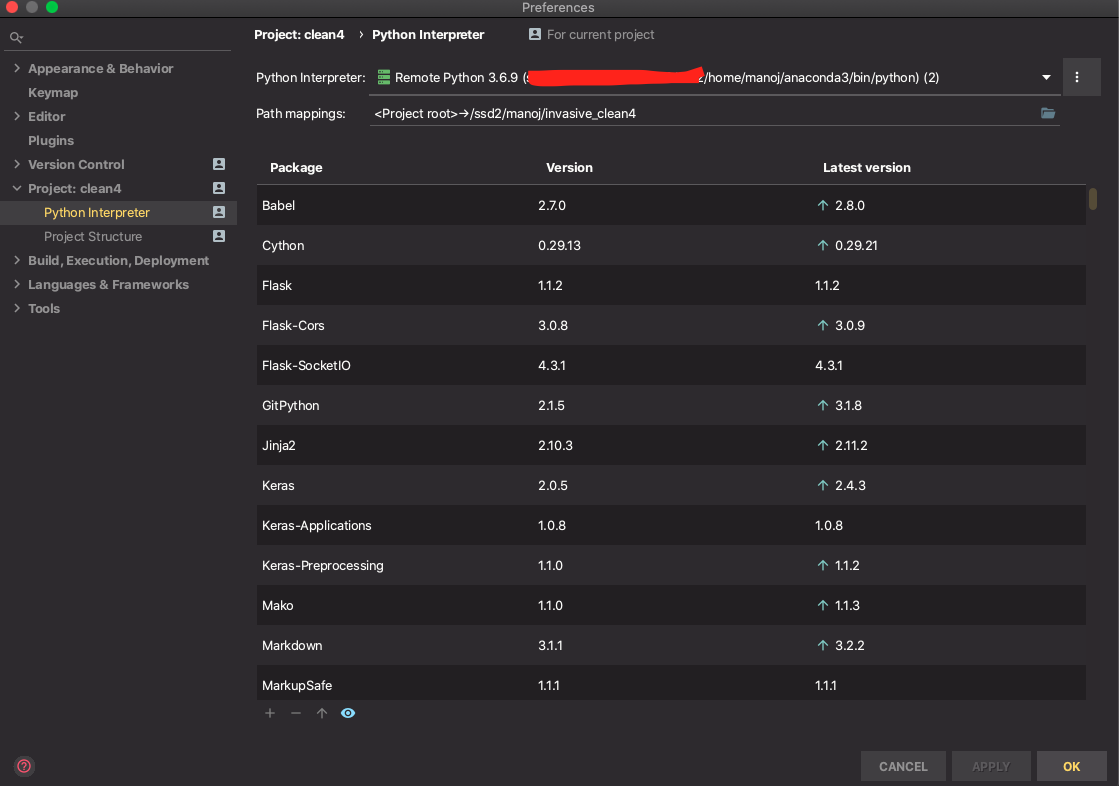 Preferences
Project: clean4 › Python Interpreter For current project
Appearance & Behavior
Keymap
Editor
Plugins
Version Control
Project: clean4
Python Interpreter
Project Structure
Build, Execution, Deployment
Languages & Frameworks
Tools
Python Interpreter: Remote Python 3.6.9 ( /home/manoj/anaconda3/bin/python) (2)
Path mappings: <Project root>→/ssd2/manoj/invasive_clean4
Package Version Latest version
Babel 2.7.0 2.8.0
Cython 0.29.13 0.29.21
Flask 1.1.2 1.1.2
Flask-Cors 3.0.8 3.0.9
Flask-SocketIO 4.3.1 4.3.1
GitPython 2.1.5 3.1.8
Jinja2 2.10.3 2.11.2
Keras 2.0.5 2.4.3
Keras-Applications 1.0.8 1.0.8
Keras-Preprocessing 1.1.0 1.1.2
Mako 1.1.0 1.1.3
Markdown 3.1.1 3.2.2
MarkupSafe 1.1.1 1.1.1
CANCEL APPLY OK